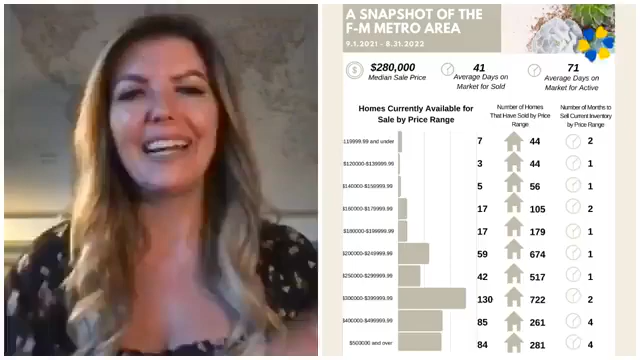 A SNAPSHOT OF THE
F-M METRO AREA
9.1.2021 - 8.31.2022
$280,000
Median Sale Price
41
Average Days on
Market for Sold
71
Average Days on
Market for Active
Homes Currently Available for
Sale by Price Range
Number of Homes
That Have Sold by Price
Range
Number of Months to
Sell Current Inventory
by Price Range
$119999.99 and under 7 44 2
$120000-$139999.99 3 44 1
$140000-$159999.99 5 56 1
$160000-$179999.99 17 105 2
$180000-$199999.99 17 179 1
$200000-$249999.99 59 674 1
$250000-$299999.99 42 517 1
$300000-$399999.99 130 722 2
$400000-$499999.99 85 261 4
$500000 and over 84 281 4